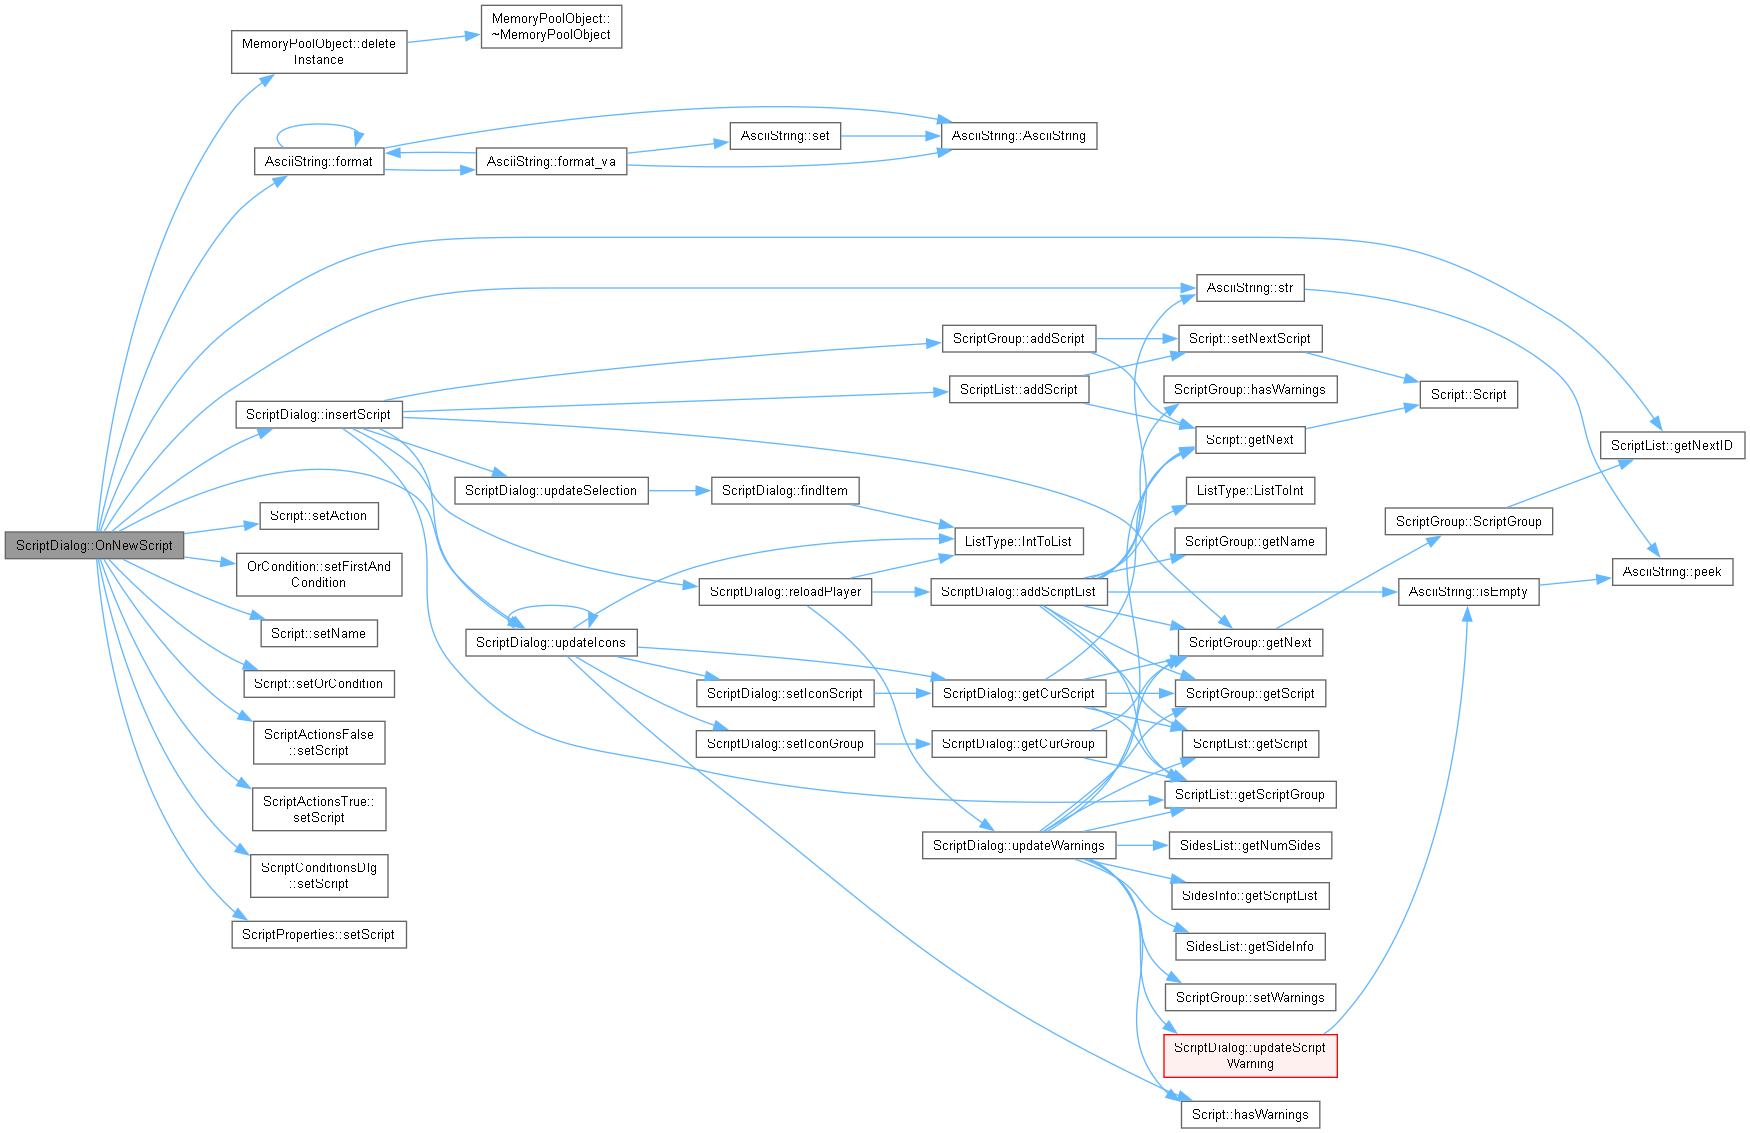 MemoryPoolObject::
~MemoryPoolObject
MemoryPoolObject::delete
Instance
AsciiString::set
AsciiString::AsciiString
AsciiString::format
AsciiString::format_va
AsciiString::str
ScriptGroup::addScript
Script::setNextScript
ScriptList::addScript
ScriptGroup::hasWarnings
Script::Script
ScriptDialog::insertScript
Script::getNext
ScriptList::getNextID
ScriptDialog::updateSelection
ScriptDialog::findItem
ListType::ListToInt
Script::setAction
ScriptGroup::ScriptGroup
ScriptDialog::OnNewScript
ListType::IntToList
ScriptGroup::getName
OrCondition::setFirstAnd
Condition
AsciiString::peek
ScriptDialog::reloadPlayer
ScriptDialog::addScriptList
AsciiString::isEmpty
Script::setName
ScriptDialog::updateIcons
ScriptGroup::getNext
Script::setOrCondition
ScriptDialog::setIconScript
ScriptDialog::getCurScript
ScriptGroup::getScript
ScriptActionsFalse
::setScript
ScriptDialog::setIconGroup
ScriptDialog::getCurGroup
ScriptList::getScript
ScriptActionsTrue::
setScript
ScriptList::getScriptGroup
ScriptDialog::updateWarnings
SidesList::getNumSides
ScriptConditionsDlg
::setScript
SidesInfo::getScriptList
ScriptProperties::setScript
SidesList::getSideInfo
ScriptGroup::setWarnings
ScriptDialog::updateScript
Warning
Script::hasWarnings